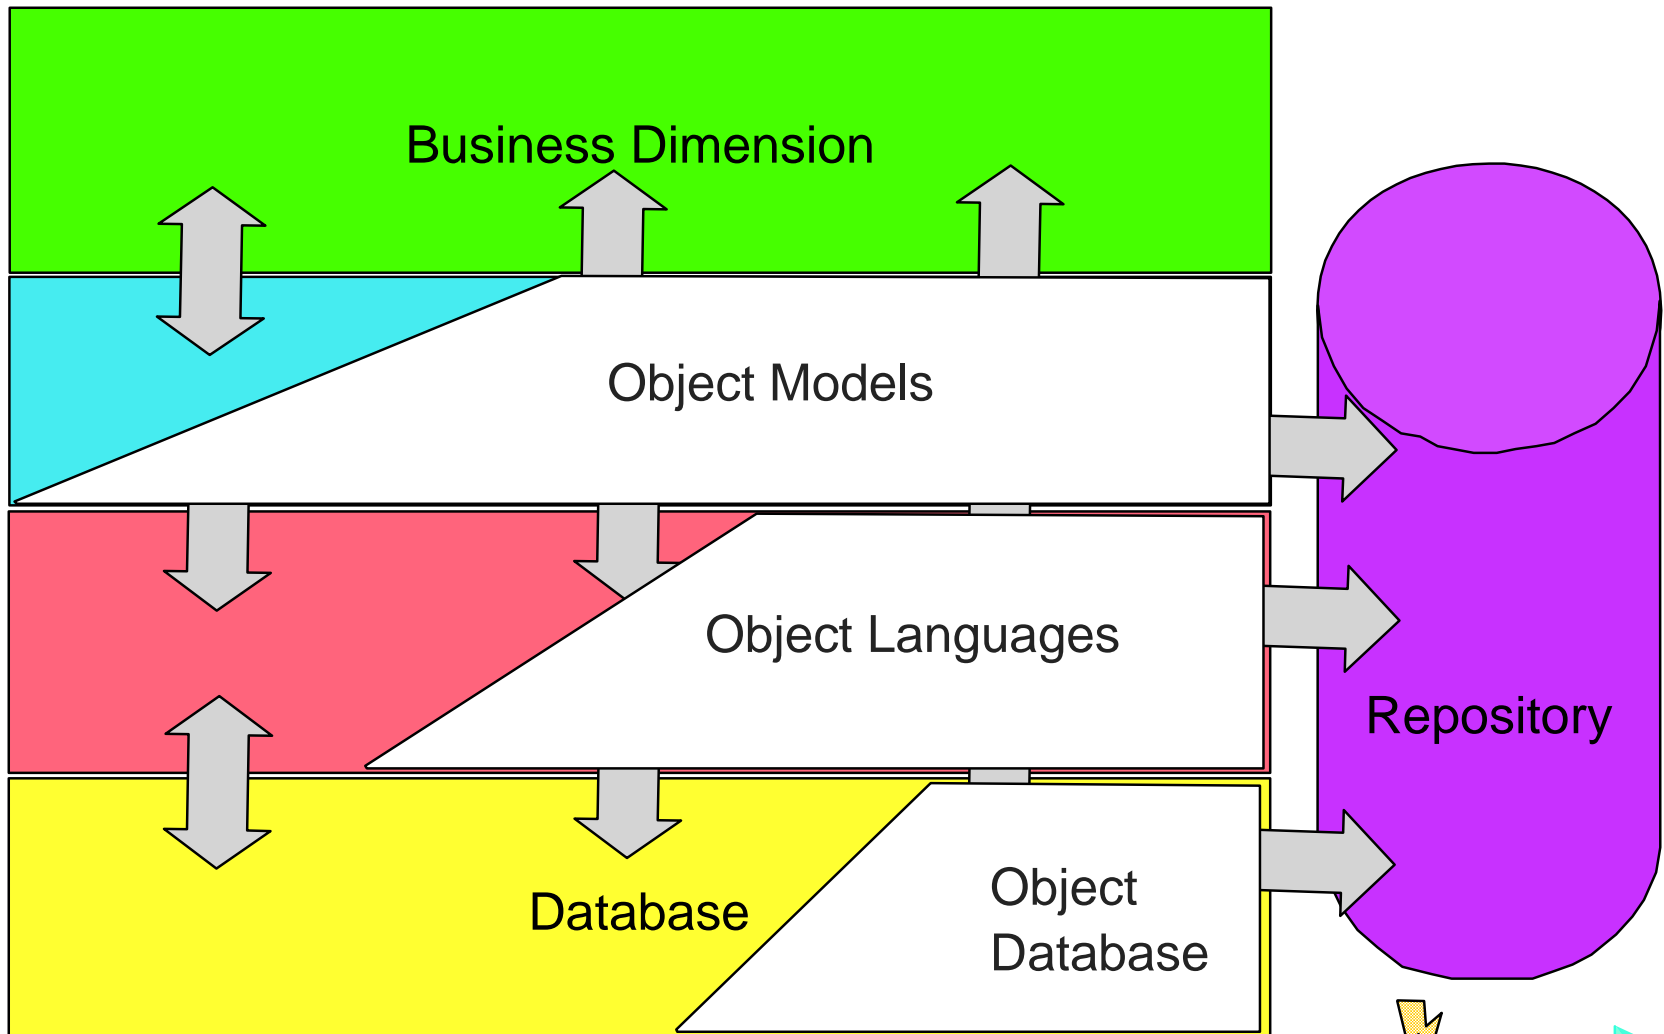 Business Dimension
Object Models
Object Languages
Repository
Database
Object
Database